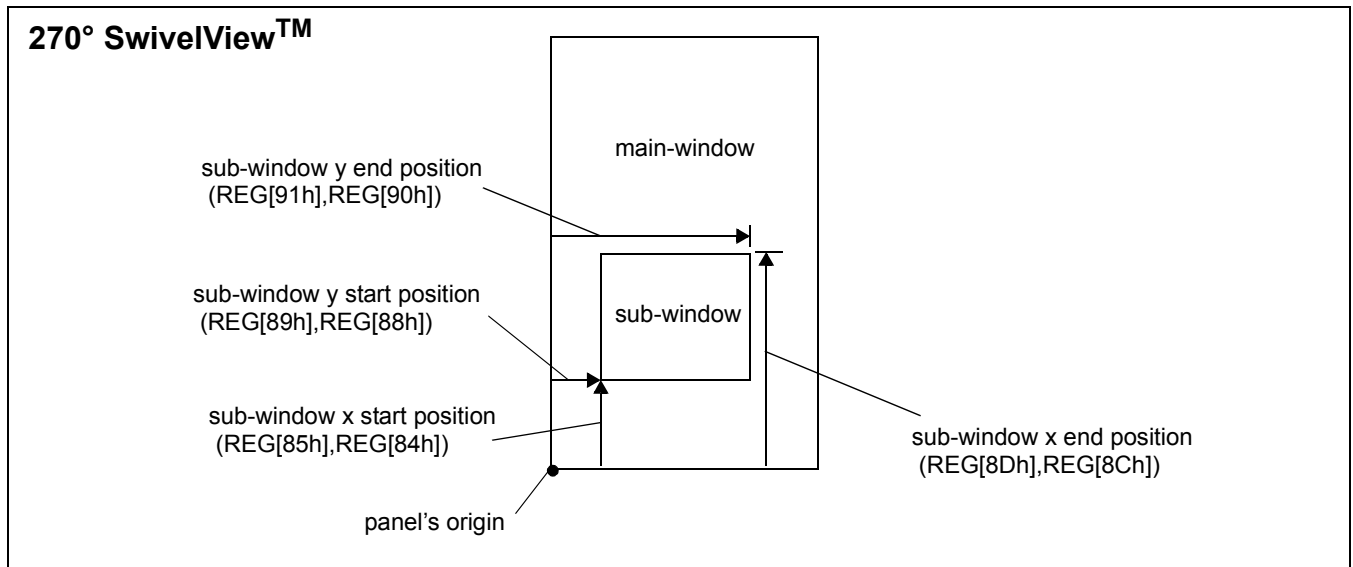 270° SwivelViewTM
main-window
sub-window y end position
(REG[91h],REG[90h])
sub-window y start position
(REG[89h],REG[88h])
sub-window
sub-window x start position
(REG[85h],REG[84h])
sub-window x end position
(REG[8Dh],REG[8Ch])
panel’s origin